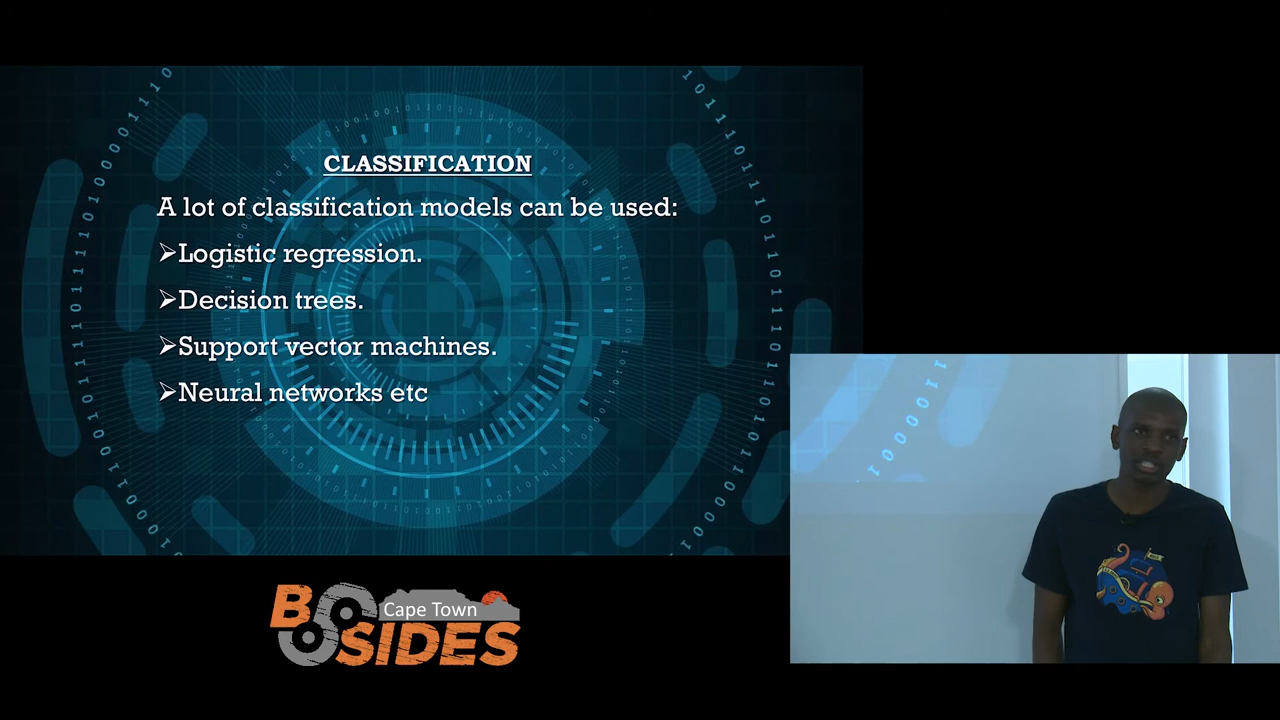 CLASSIFICATION
A lot of classification models can be used:
➢Logistic regression.
➢Decision trees.
➢Support vector machines.
➢Neural networks etc
Cape Town
BSIDES